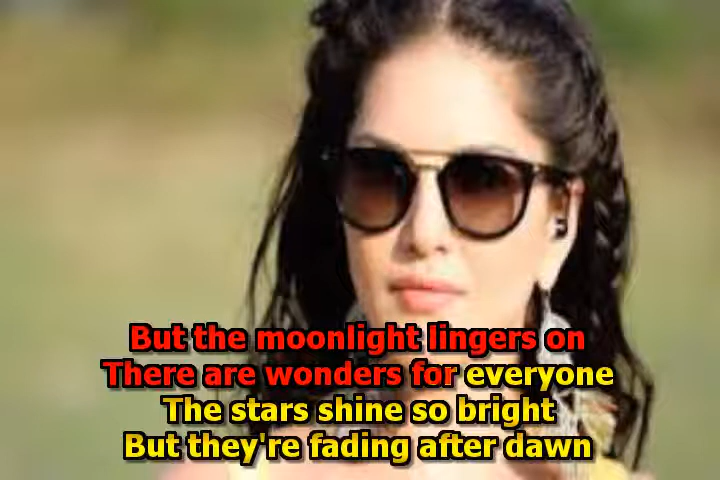 But the moonlight lingers on
There are wonders for everyone
The stars shine so bright
But they're fading after dawn